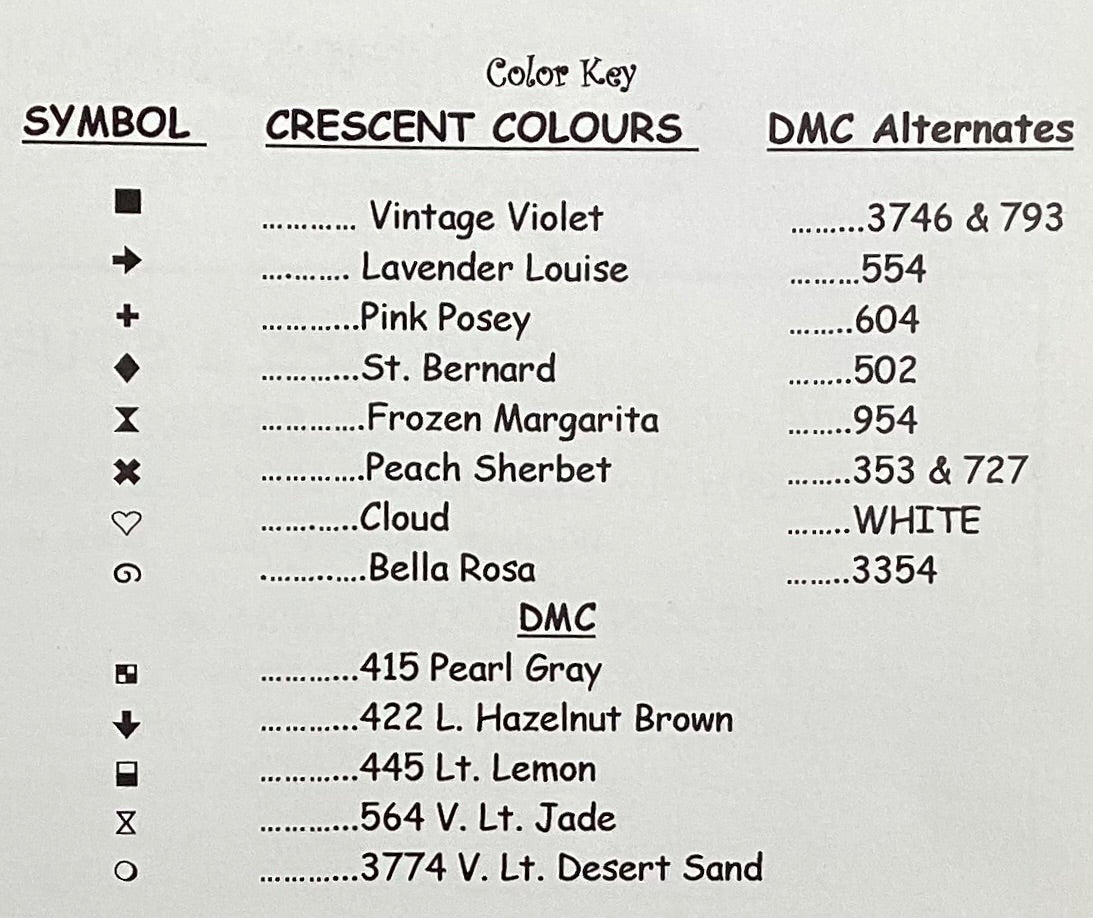 Color Key
SYMBOL CRESCENT COLOURS DMC Alternates
■ ............ Vintage Violet .........3746 & 793
➔ ........... Lavender Louise .........554
✚ ............Pink Posey ........604
♦ ............St. Bernard ........502
⧗ .............Frozen Margarita ........954
✖ .............Peach Sherbet ........353 & 727
♡ ............Cloud ........WHITE
൭ .............Bella Rosa ........3354
DMC
▚ ............415 Pearl Gray
🡇 ............422 L. Hazelnut Brown
⬓ ............445 Lt. Lemon
⧖ ............564 V. Lt. Jade
○ ............3774 V. Lt. Desert Sand